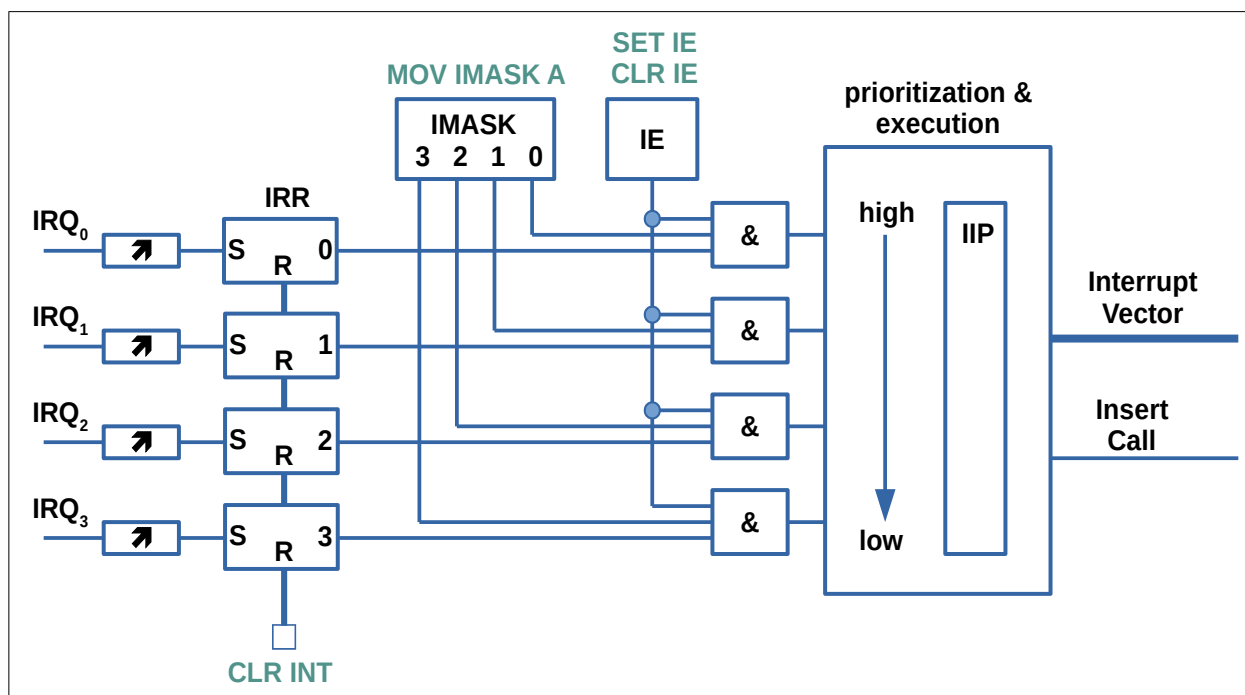 SET IE
CLR IE
MOV IMASK A
prioritization &
execution
IMASK
3 2 1 0
IE
IRR
IRQ0
S R 0
&
high
IIP
IRQ1
S R 1
&
Interrupt
Vector
IRQ2
S R 2
&
Insert
Call
IRQ3
S R 3
&
low
CLR INT